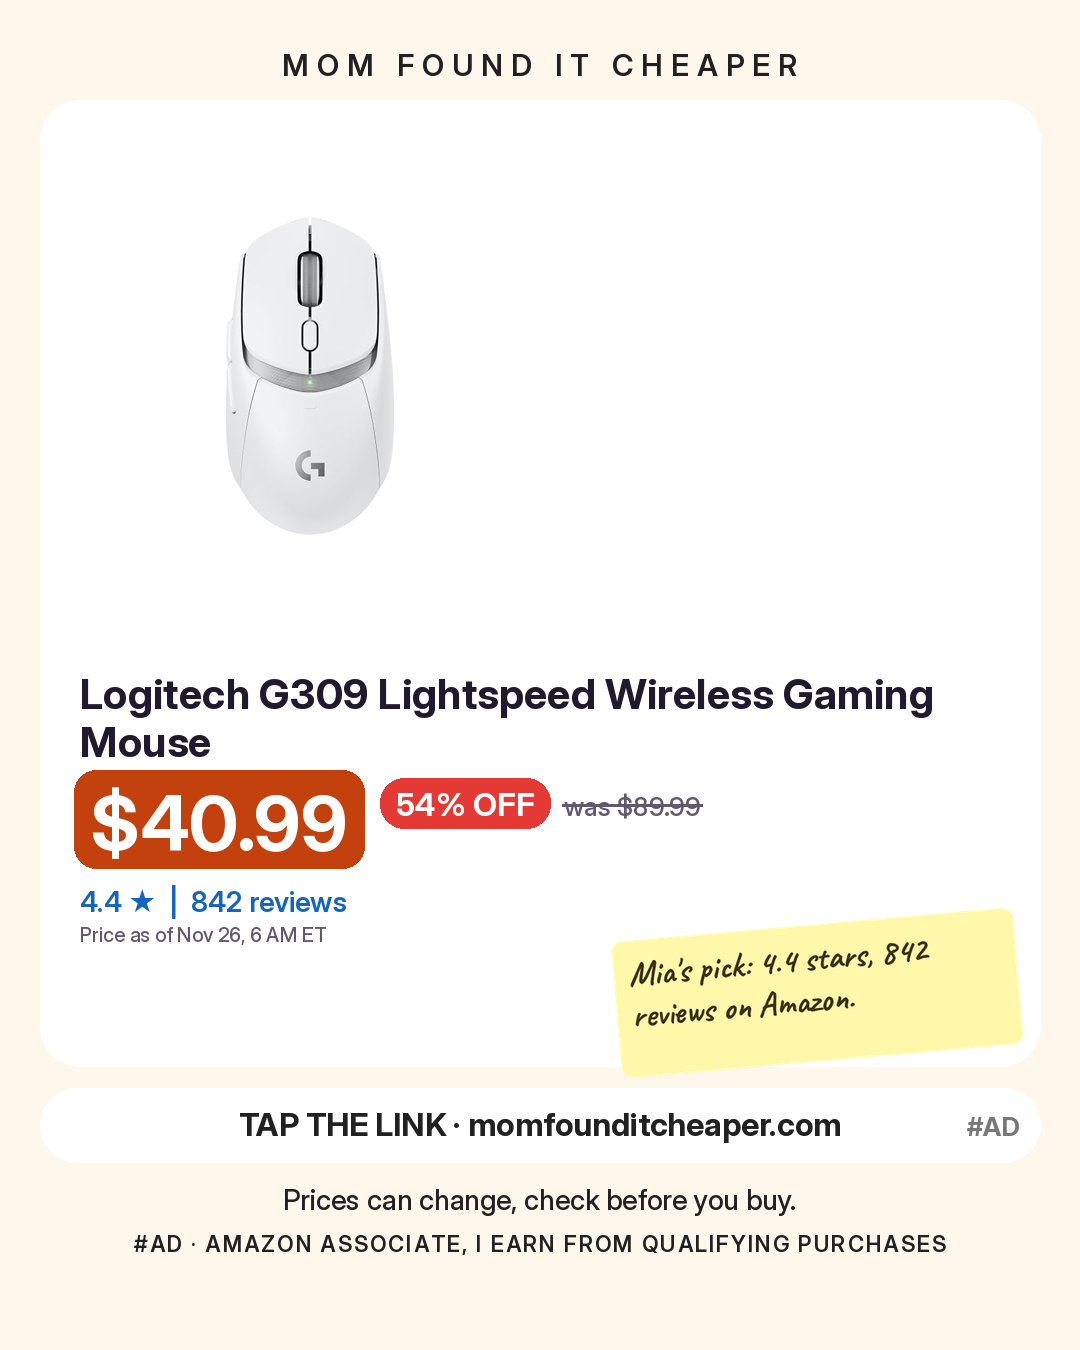 MOM FOUND IT CHEAPER
Logitech G309 Lightspeed Wireless Gaming
Mouse
$40.99
54% OFF
was $89.99
4.4 ★ | 842 reviews
Price as of Nov 26, 6 AM ET
Mia's pick: 4.4 stars, 842
reviews on Amazon.
TAP THE LINK · momfounditcheaper.com
#AD
Prices can change, check before you buy.
#AD · AMAZON ASSOCIATE, I EARN FROM QUALIFYING PURCHASES